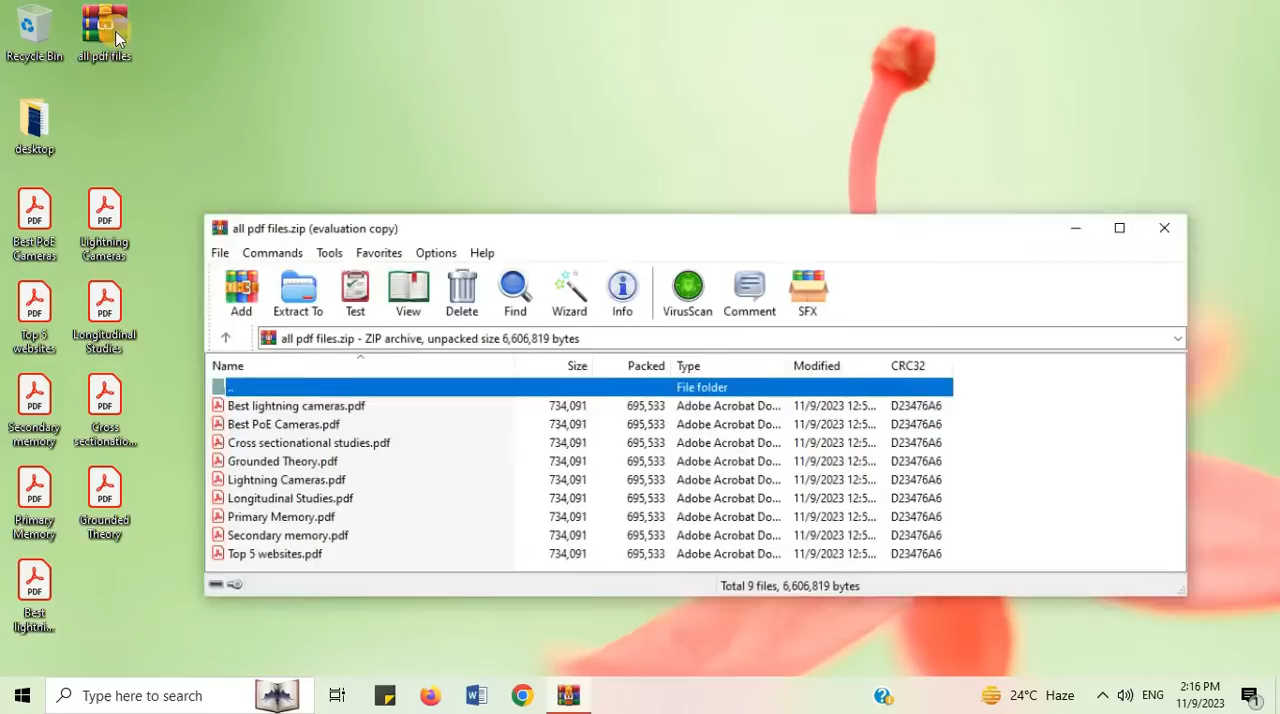 Recycle Bin
all pdf files
desktop
PDF
Best PoE
Cameras
PDF
Lightning
Cameras
PDF
Top 5
websites
PDF
Longitudinal
Studies
PDF
Secondary
memory
PDF
Cross
sectionatio...
PDF
Primary
Memory
PDF
Grounded
Theory
PDF
Best
lightni...
all pdf files.zip (evaluation copy)
File Commands Tools Favorites Options Help
Add Extract To Test View Delete Find Wizard Info VirusScan Comment SFX
all pdf files.zip - ZIP archive, unpacked size 6,606,819 bytes
Name Size Packed Type Modified CRC32
.. File folder
Best lightning cameras.pdf 734,091 695,533 Adobe Acrobat Do... 11/9/2023 12:5... D23476A6
Best PoE Cameras.pdf 734,091 695,533 Adobe Acrobat Do... 11/9/2023 12:5... D23476A6
Cross sectionational studies.pdf 734,091 695,533 Adobe Acrobat Do... 11/9/2023 12:5... D23476A6
Grounded Theory.pdf 734,091 695,533 Adobe Acrobat Do... 11/9/2023 12:5... D23476A6
Lightning Cameras.pdf 734,091 695,533 Adobe Acrobat Do... 11/9/2023 12:5... D23476A6
Longitudinal Studies.pdf 734,091 695,533 Adobe Acrobat Do... 11/9/2023 12:5... D23476A6
Primary Memory.pdf 734,091 695,533 Adobe Acrobat Do... 11/9/2023 12:5... D23476A6
Secondary memory.pdf 734,091 695,533 Adobe Acrobat Do... 11/9/2023 12:5... D23476A6
Top 5 websites.pdf 734,091 695,533 Adobe Acrobat Do... 11/9/2023 12:5... D23476A6
Total 9 files, 6,606,819 bytes
Type here to search
24°C Haze
ENG
2:16 PM
11/9/2023
1